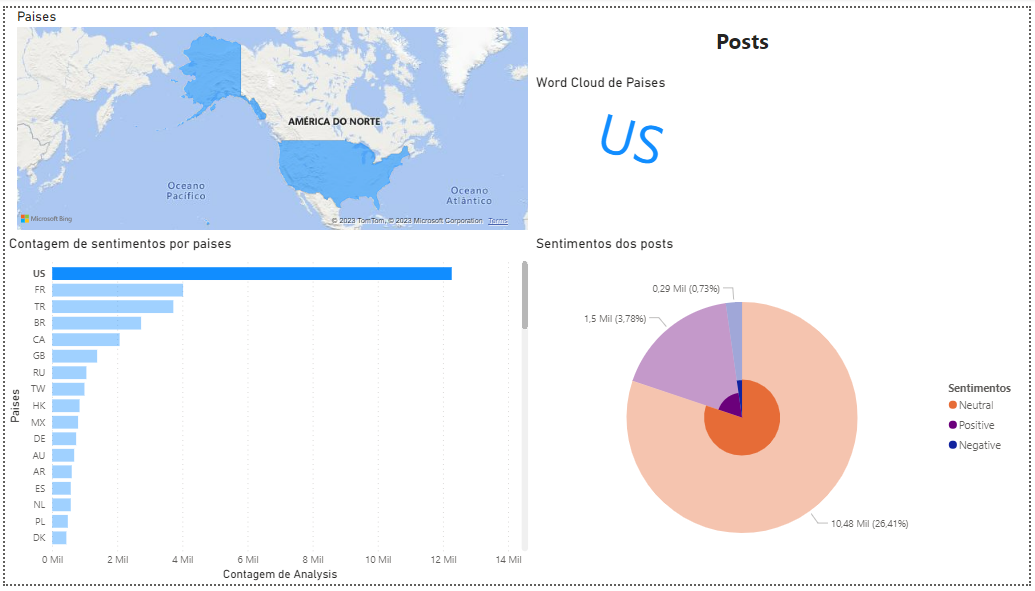 Paises
AMÉRICA DO NORTE
Oceano
Pacífico
Oceano
Atlântico
Microsoft Bing
© 2023 TomTom, © 2023 Microsoft Corporation Terms
Posts
Word Cloud de Paises
US
Contagem de sentimentos por paises
Paises
US
FR
TR
BR
CA
GB
RU
TW
HK
MX
DE
AU
AR
ES
NL
PL
DK
0 Mil 2 Mil 4 Mil 6 Mil 8 Mil 10 Mil 12 Mil 14 Mil
Contagem de Analysis
Sentimentos dos posts
0,29 Mil (0,73%)
1,5 Mil (3,78%)
10,48 Mil (26,41%)
Sentimentos
Neutral
Positive
Negative